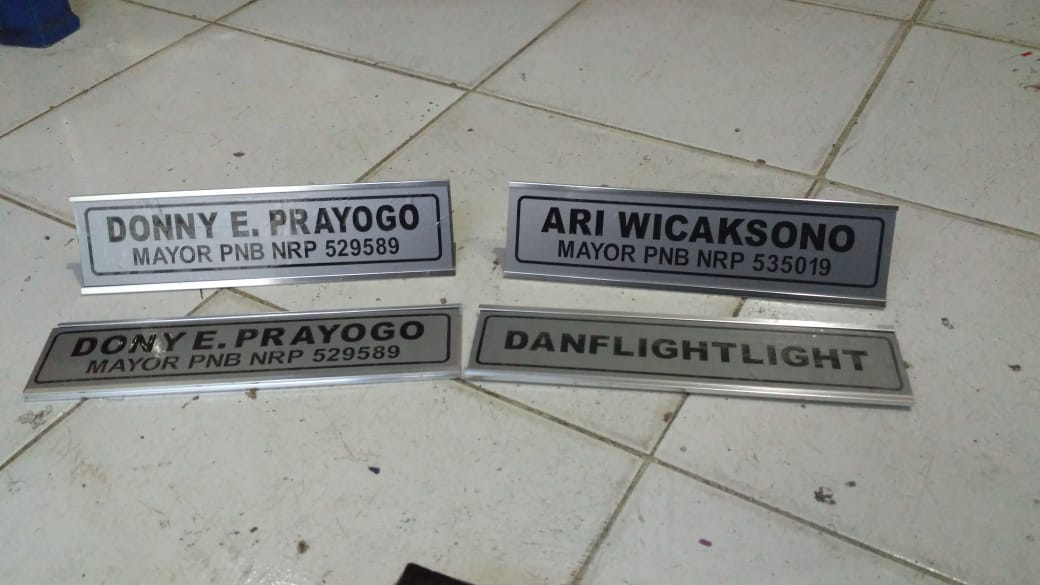 DONNY E. PRAYOGO
MAYOR PNB NRP 529589
ARI WICAKSONO
MAYOR PNB NRP 535019
DONY E. PRAYOGO
MAYOR PNB NRP 529589
DANFLIGHTLIGHT